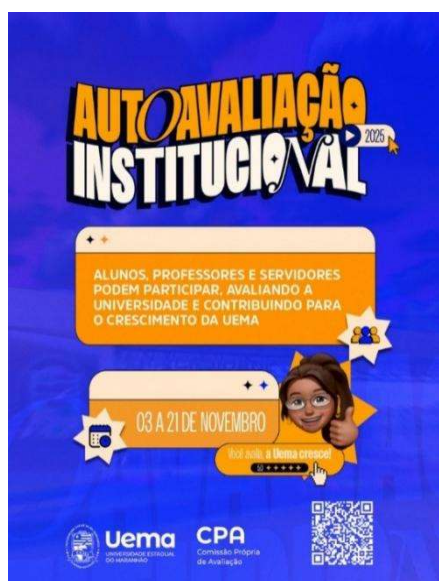 AUTOAVALIAÇÃO
INSTITUCIONAL
2025
ALUNOS, PROFESSORES E SERVIDORES
PODEM PARTICIPAR, AVALIANDO A
UNIVERSIDADE E CONTRIBUINDO PARA
O CRESCIMENTO DA UEMA
03 A 21 DE NOVEMBRO
Você avalia, a Uema cresce!
Uema
UNIVERSIDADE ESTADUAL
DO MARANHÃO
CPA
Comissão Própria
de Avaliação